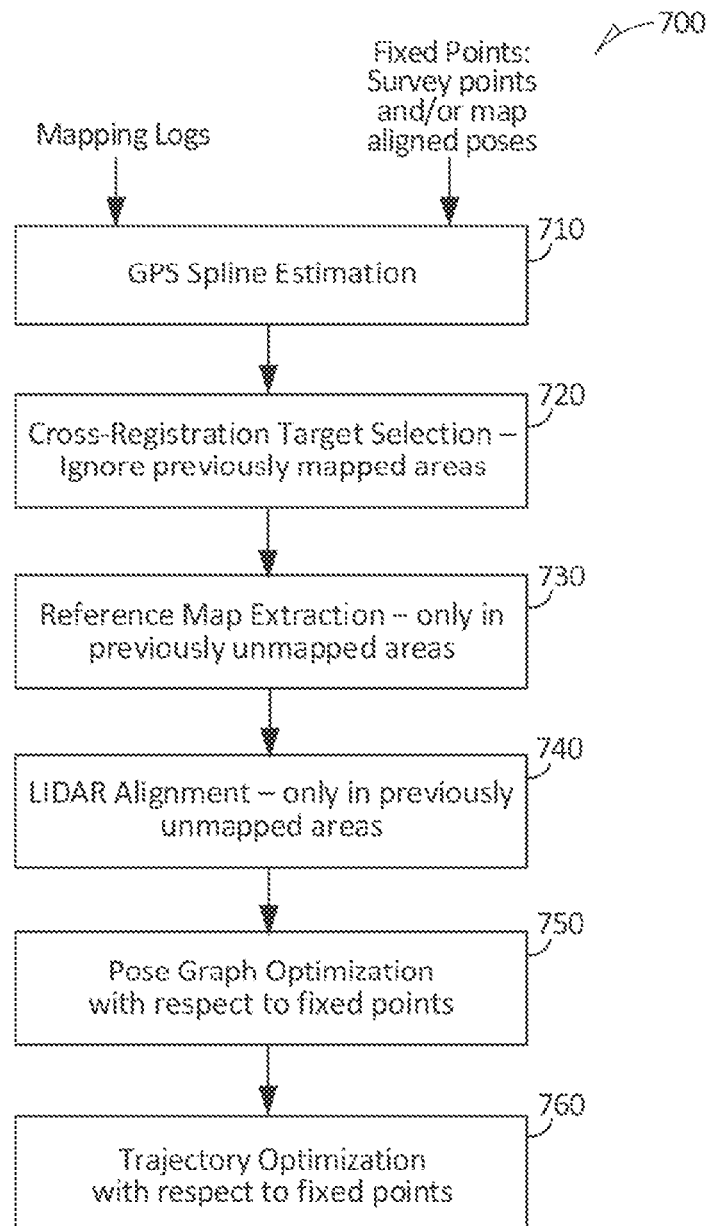 700
Fixed Points:
Survey points
and/or map
aligned poses
Mapping Logs
710
GPS Spline Estimation
720
Cross-Registration Target Selection –
Ignore previously mapped areas
730
Reference Map Extraction – only in
previously unmapped areas
740
LIDAR Alignment – only in previously
unmapped areas
750
Pose Graph Optimization
with respect to fixed points
760
Trajectory Optimization
with respect to fixed points